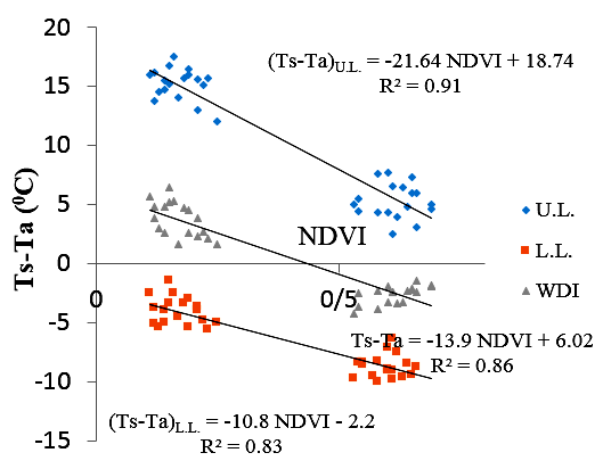 20
(Ts-Ta)U.L. = -21.64 NDVI + 18.74
R² = 0.91
15
10
5
NDVI
U.L.
L.L.
WDI
0
0
0/5
Ts-Ta (⁰C)
-5
Ts-Ta = -13.9 NDVI + 6.02
R² = 0.86
-10
(Ts-Ta)L.L. = -10.8 NDVI - 2.2
R² = 0.83
-15